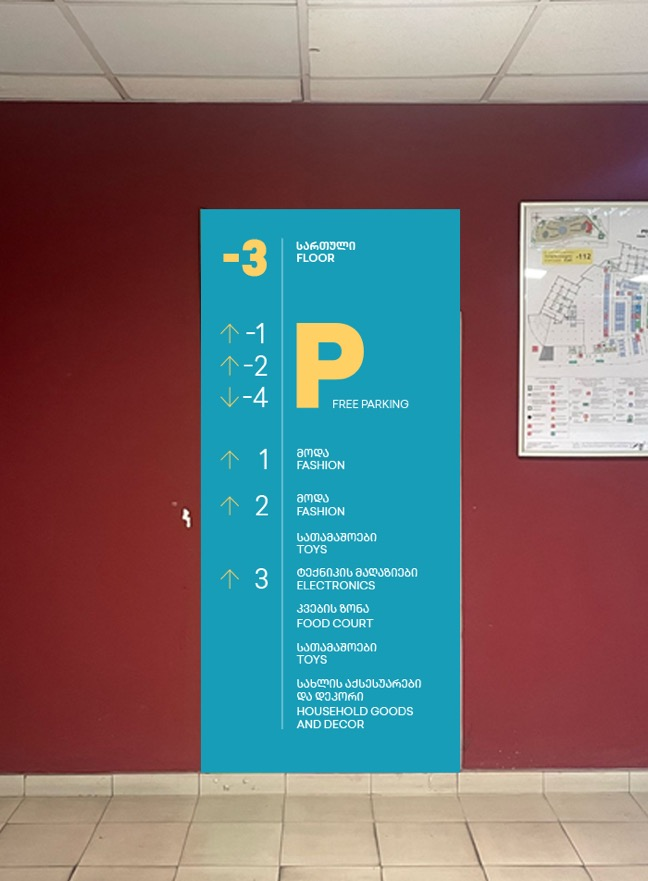 -3
ᲡᲐᲠᲗᲣᲚᲘ
FLOOR
↑ -1
↑ -2
↓ -4
P
FREE PARKING
↑ 1
ᲛᲝᲓᲐ
FASHION
↑ 2
ᲛᲝᲓᲐ
FASHION
ᲡᲐᲗᲐᲛᲐᲨᲝᲔᲑᲘ
TOYS
↑ 3
ᲢᲔᲥᲜᲘᲙᲘᲡ ᲛᲐᲦᲐᲖᲘᲔᲑᲘ
ELECTRONICS
ᲙᲕᲔᲑᲘᲡ ᲖᲝᲜᲐ
FOOD COURT
ᲡᲐᲗᲐᲛᲐᲨᲝᲔᲑᲘ
TOYS
ᲡᲐᲮᲚᲘᲡ ᲐᲥᲡᲔᲡᲣᲐᲠᲔᲑᲘ
ᲓᲐ ᲓᲔᲙᲝᲠᲘ
HOUSEHOLD GOODS
AND DECOR
-112